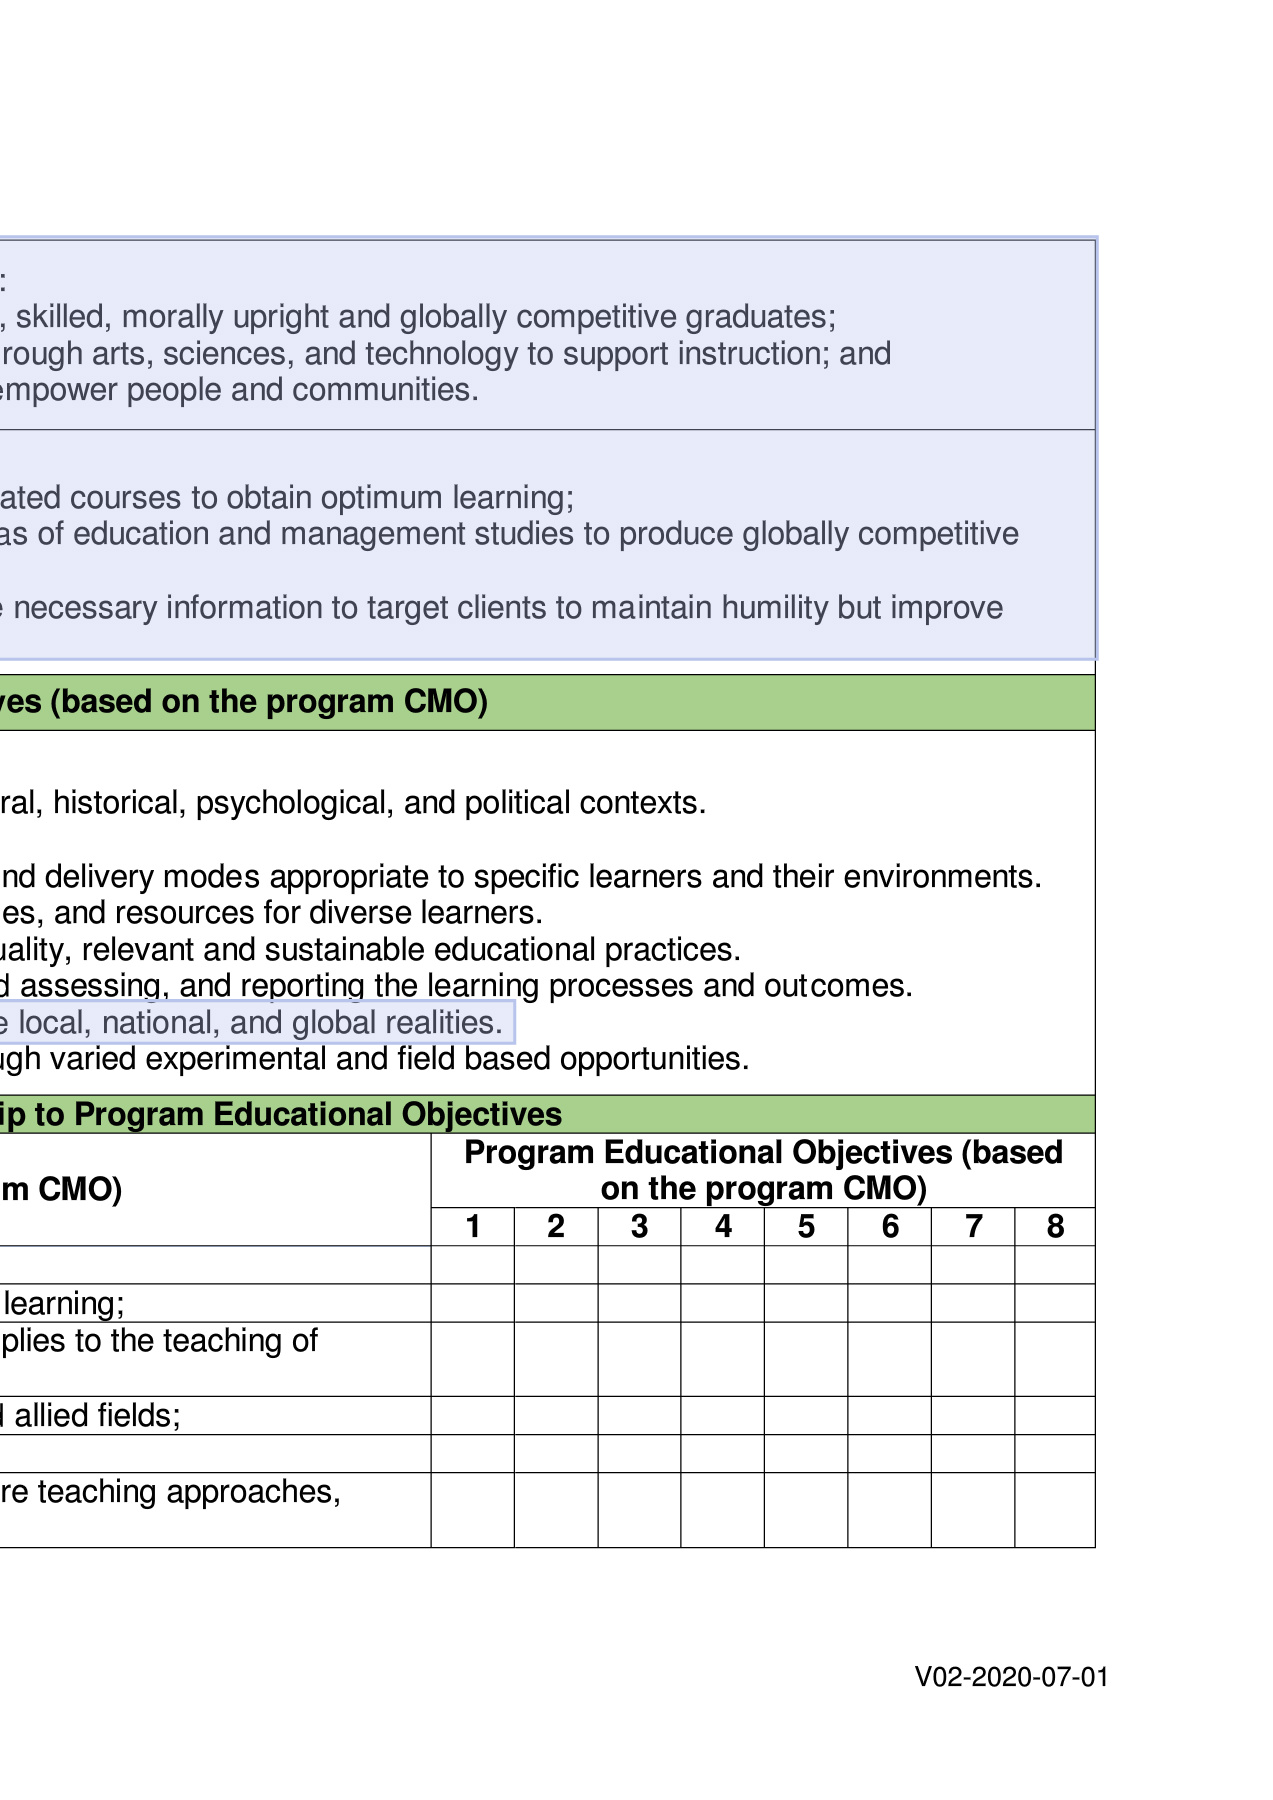 :
, skilled, morally upright and globally competitive graduates;
rough arts, sciences, and technology to support instruction; and
empower people and communities.
ated courses to obtain optimum learning;
as of education and management studies to produce globally competitive
e necessary information to target clients to maintain humility but improve
ves (based on the program CMO)
ral, historical, psychological, and political contexts.
nd delivery modes appropriate to specific learners and their environments.
es, and resources for diverse learners.
uality, relevant and sustainable educational practices.
d assessing, and reporting the learning processes and outcomes.
e local, national, and global realities.
ugh varied experimental and field based opportunities.
ip to Program Educational Objectives
m CMO)
Program Educational Objectives (based
on the program CMO)
1 2 3 4 5 6 7 8
learning;
plies to the teaching of
d allied fields;
re teaching approaches,
V02-2020-07-01